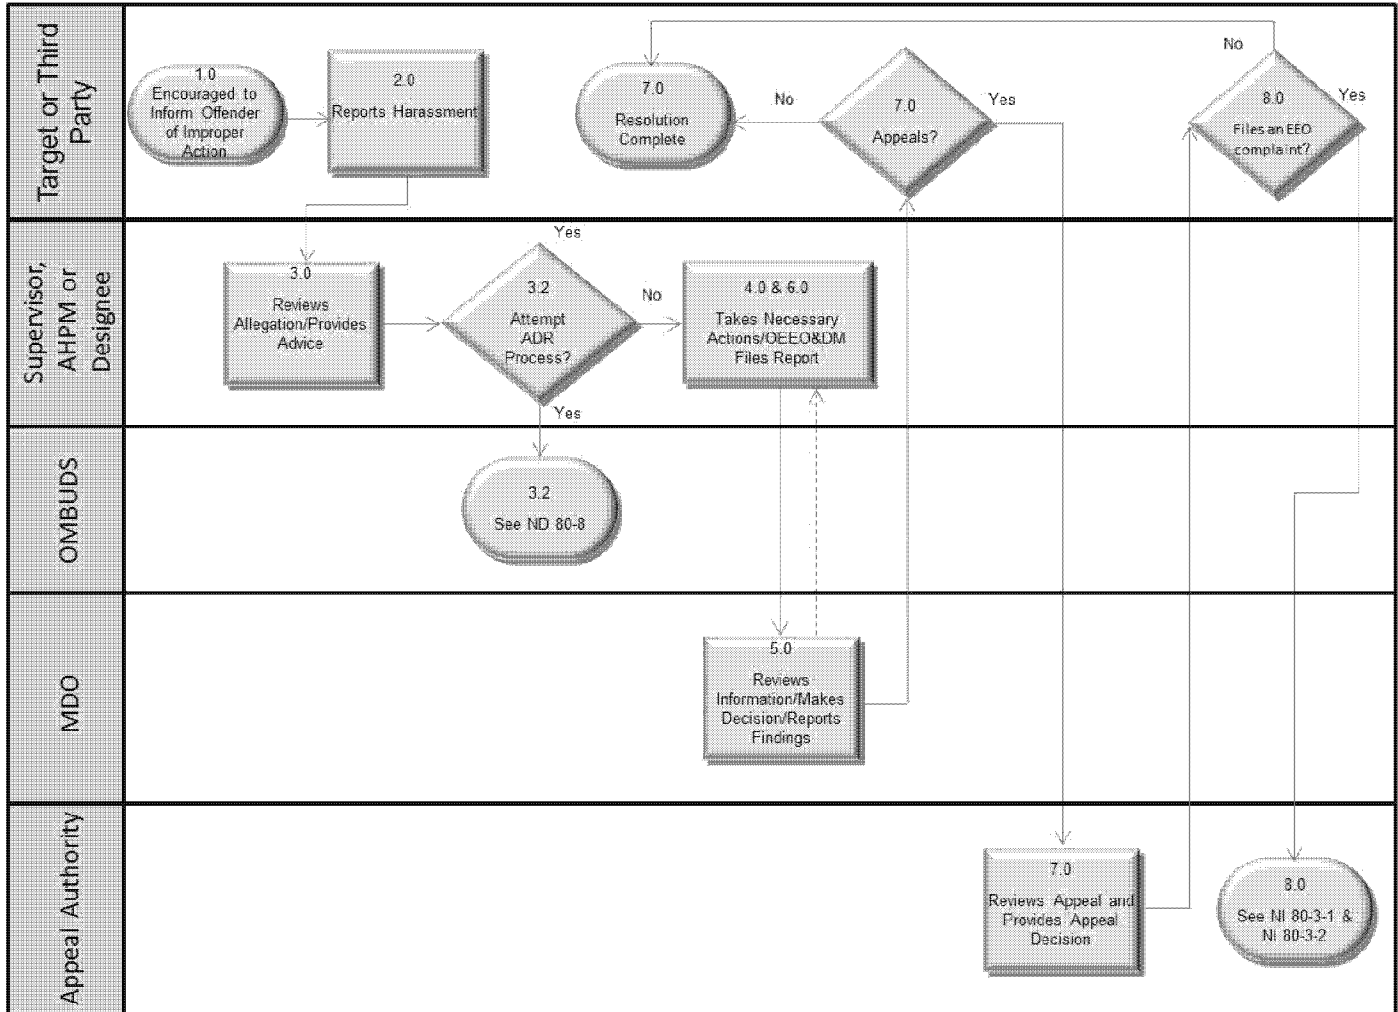 Target or Third
Party
1.0
Encouraged to
Inform Offender
of Improper
Action
2.0
Reports Harassment
7.0
Resolution
Complete
No
7.0
Appeals?
Yes
No
8.0
Files an EEO
complaint?
Yes
Supervisor,
AHPM or
Designee
3.0
Reviews
Allegation/Provides
Advice
Yes
3.2
Attempt
ADR
Process?
Yes
No
4.0 & 6.0
Takes Necessary
Actions/OEEO&DM
Files Report
OMBUDS
3.2
See ND 80-8
MDO
5.0
Reviews
Information/Makes
Decision/Reports
Findings
Appeal Authority
7.0
Reviews Appeal and
Provides Appeal
Decision
8.0
See NI 80-3-1 &
NI 80-3-2